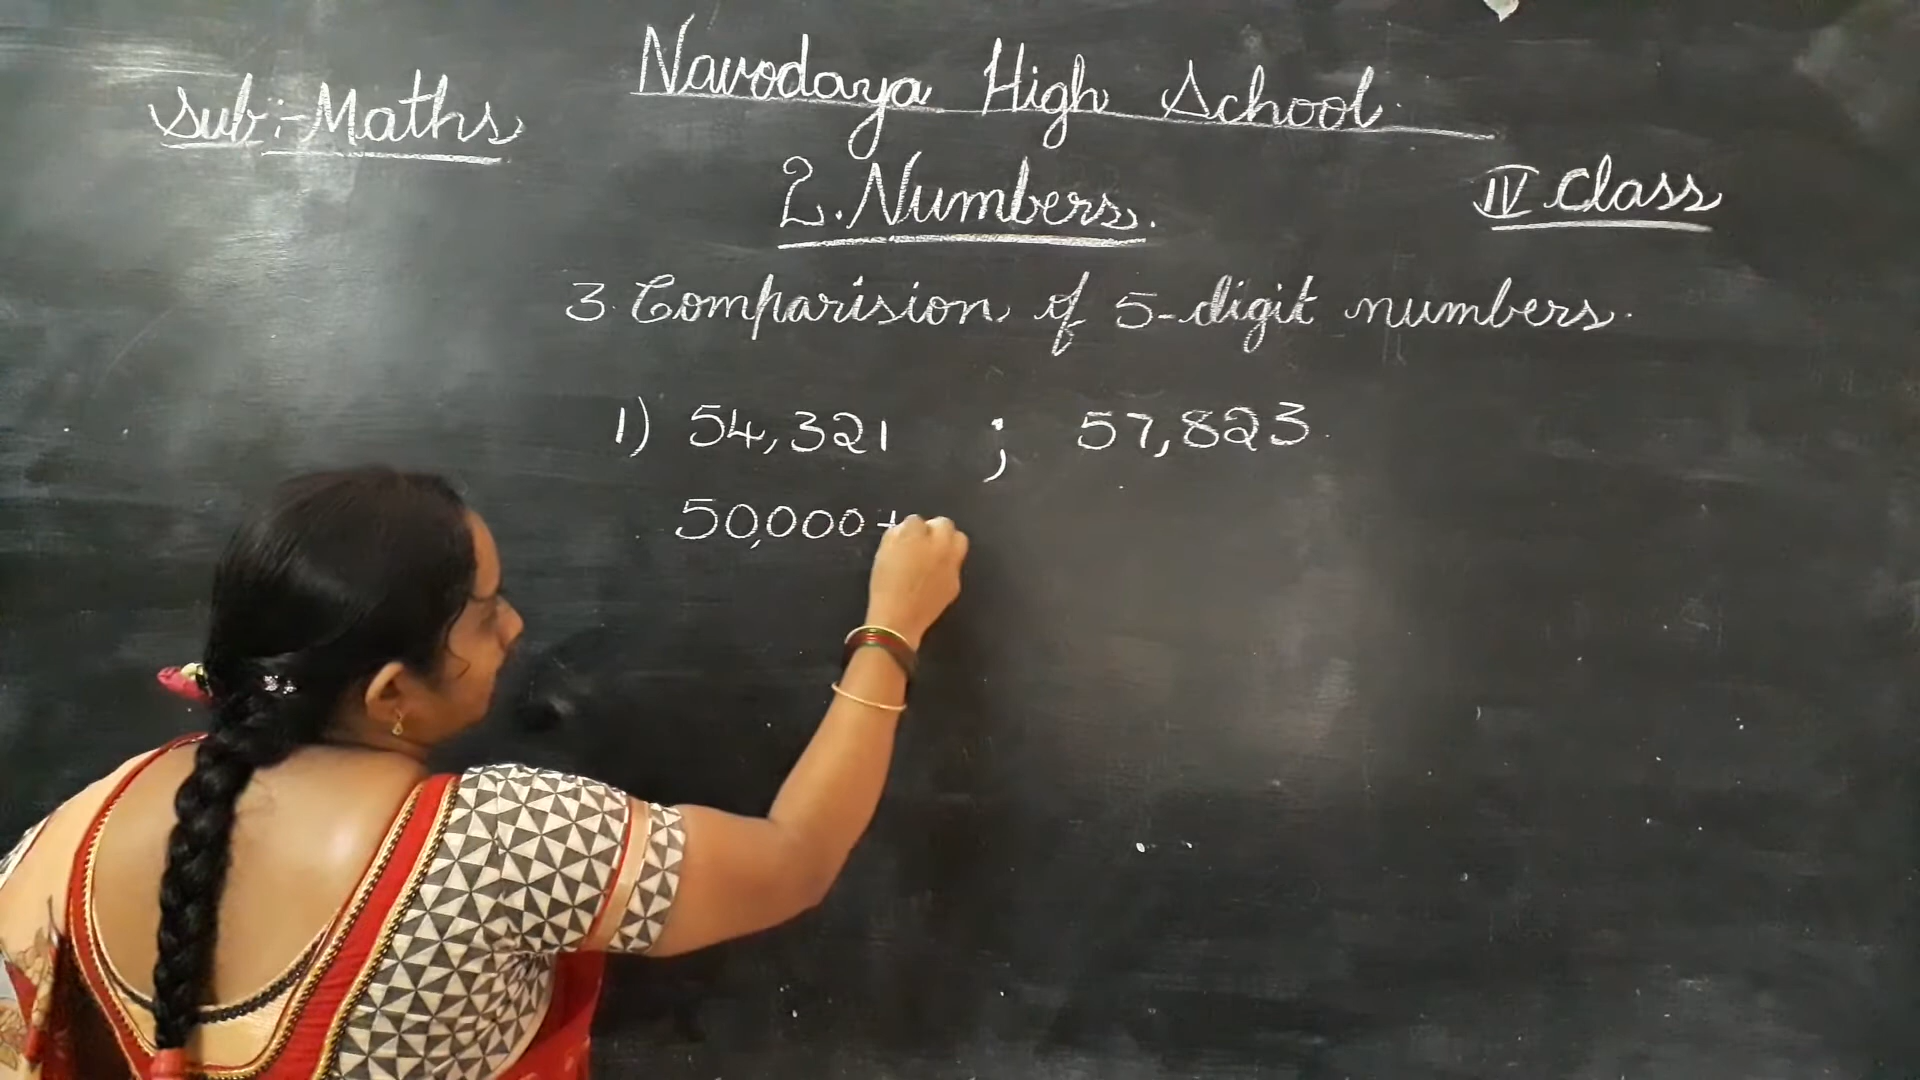 Navodaya High School.
Sub:- Maths
2. Numbers.
IV Class
3. Comparision of 5-digit numbers.
1) 54,321 ; 57,823
50,000 +